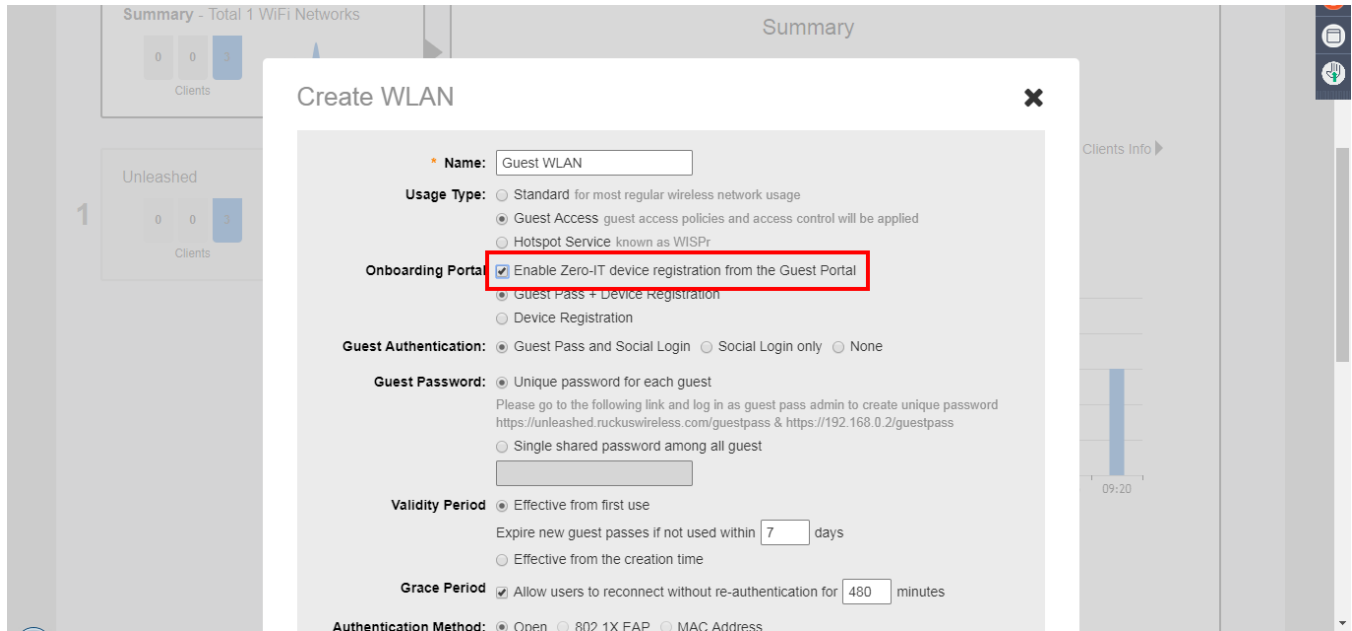 Summary - Total 1 WiFi Networks
Summary
0 0 3
Clients
Create WLAN
Clients Info
* Name: Guest WLAN
Unleashed
Usage Type: Standard for most regular wireless network usage
1
0 0 3
Guest Access guest access policies and access control will be applied
Clients
Hotspot Service known as WISPr
Onboarding Portal Enable Zero-IT device registration from the Guest Portal
Guest Pass + Device Registration
Device Registration
Guest Authentication: Guest Pass and Social Login Social Login only None
Guest Password: Unique password for each guest
Please go to the following link and log in as guest pass admin to create unique password
https://unleashed.ruckuswireless.com/guestpass & https://192.168.0.2/guestpass
Single shared password among all guest
09:20
Validity Period Effective from first use
Expire new guest passes if not used within 7 days
Effective from the creation time
Grace Period Allow users to reconnect without re-authentication for 480 minutes
Authentication Method: Open 802.1X EAP MAC Address